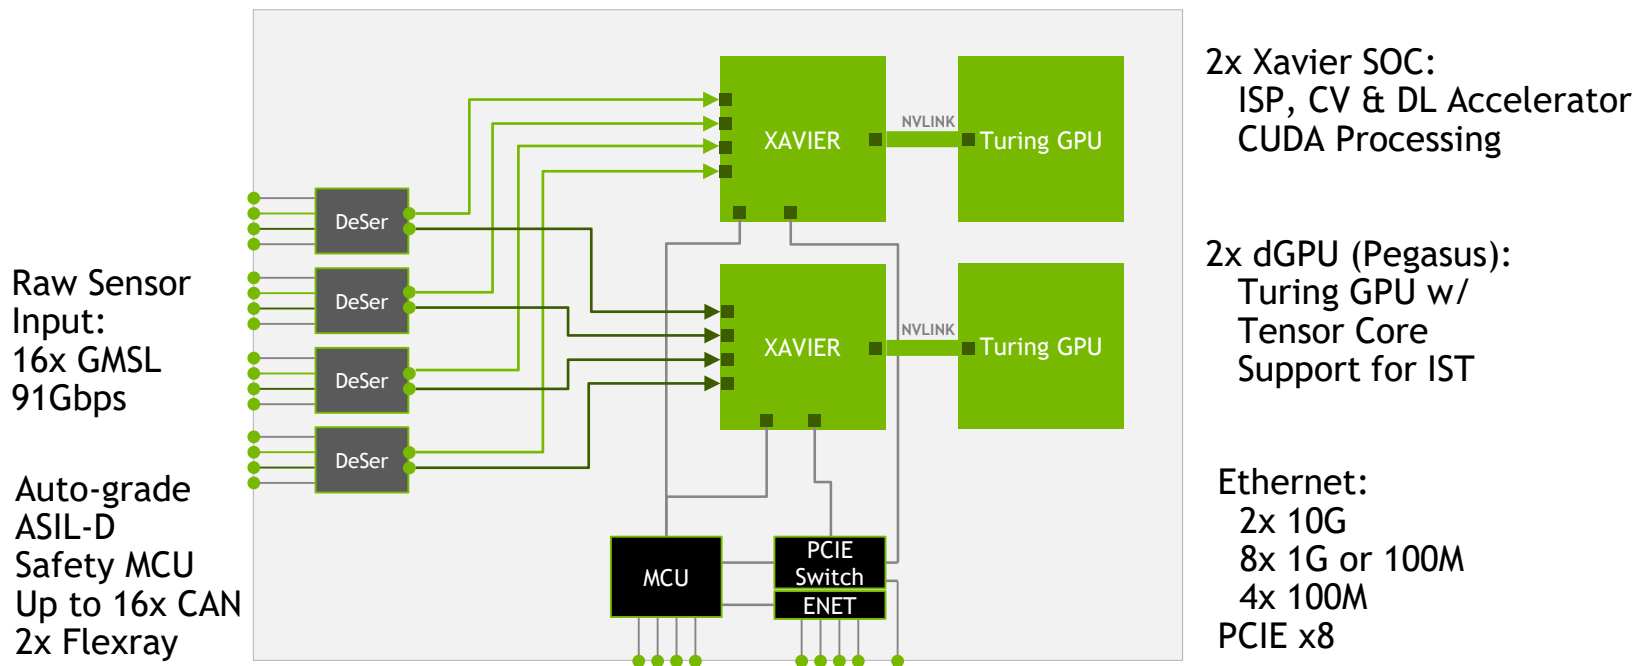 Raw Sensor
Input:
16x GMSL
91Gbps
Auto-grade
ASIL-D
Safety MCU
Up to 16x CAN
2x Flexray
DeSer
DeSer
DeSer
DeSer
XAVIER
NVLINK
Turing GPU
XAVIER
NVLINK
Turing GPU
MCU
PCIE
Switch
ENET
2x Xavier SOC:
ISP, CV & DL Accelerator
CUDA Processing
2x dGPU (Pegasus):
Turing GPU w/
Tensor Core
Support for IST
Ethernet:
2x 10G
8x 1G or 100M
4x 100M
PCIE x8